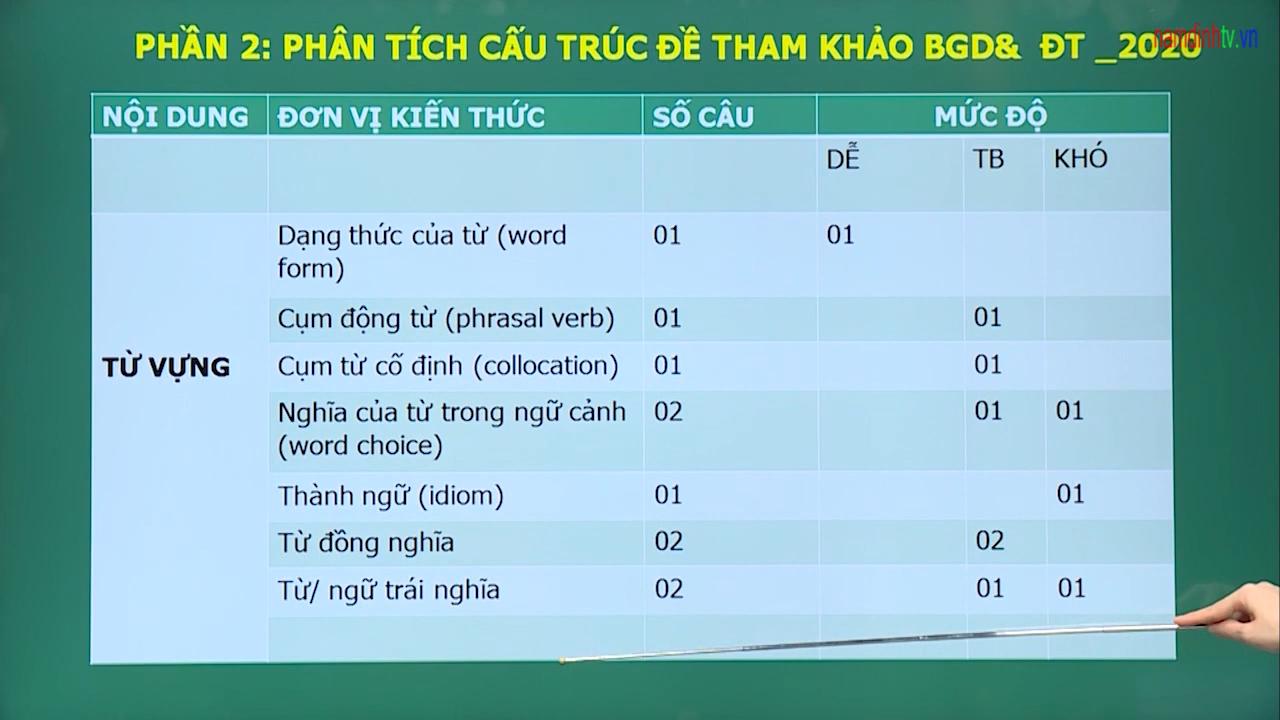 PHẦN 2: PHÂN TÍCH CẤU TRÚC ĐỀ THAM KHẢO BGD& ĐT _2020
namdinhtv.vn
NỘI DUNG ĐƠN VỊ KIẾN THỨC SỐ CÂU MỨC ĐỘ
DỄ TB KHÓ
Dạng thức của từ (word form) 01 01
Cụm động từ (phrasal verb) 01 01
TỪ VỰNG Cụm từ cố định (collocation) 01 01
Nghĩa của từ trong ngữ cảnh (word choice) 02 01 01
Thành ngữ (idiom) 01 01
Từ đồng nghĩa 02 02
Từ/ ngữ trái nghĩa 02 01 01